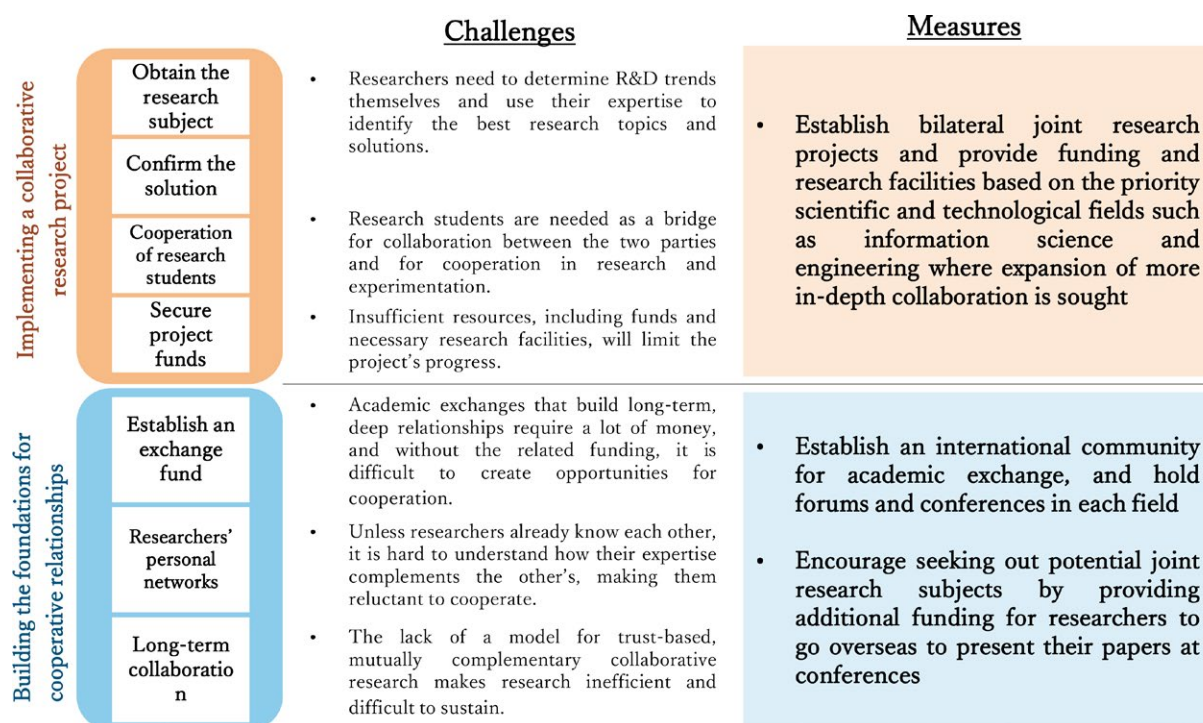 Challenges
Measures
Implementing a collaborative
research project
Obtain the
research
subject
Confirm the
solution
Cooperation
of research
students
Secure
project
funds
• Researchers need to determine R&D trends
themselves and use their expertise to
identify the best research topics and
solutions.
• Research students are needed as a bridge
for collaboration between the two parties
and for cooperation in research and
experimentation.
• Insufficient resources, including funds and
necessary research facilities, will limit the
project's progress.
• Establish bilateral joint research
projects and provide funding and
research facilities based on the priority
scientific and technological fields such
as information science and
engineering where expansion of more
in-depth collaboration is sought
Building the foundations for
cooperative relationships
Establish an
exchange
fund
Researchers'
personal
networks
Long-term
collaboratio
n
• Academic exchanges that build long-term,
deep relationships require a lot of money,
and without the related funding, it is
difficult to create opportunities for
cooperation.
• Unless researchers already know each other,
it is hard to understand how their expertise
complements the other's, making them
reluctant to cooperate.
• The lack of a model for trust-based,
mutually complementary collaborative
research makes research inefficient and
difficult to sustain.
• Establish an international community
for academic exchange, and hold
forums and conferences in each field
• Encourage seeking out potential joint
research subjects by providing
additional funding for researchers to
go overseas to present their papers at
conferences